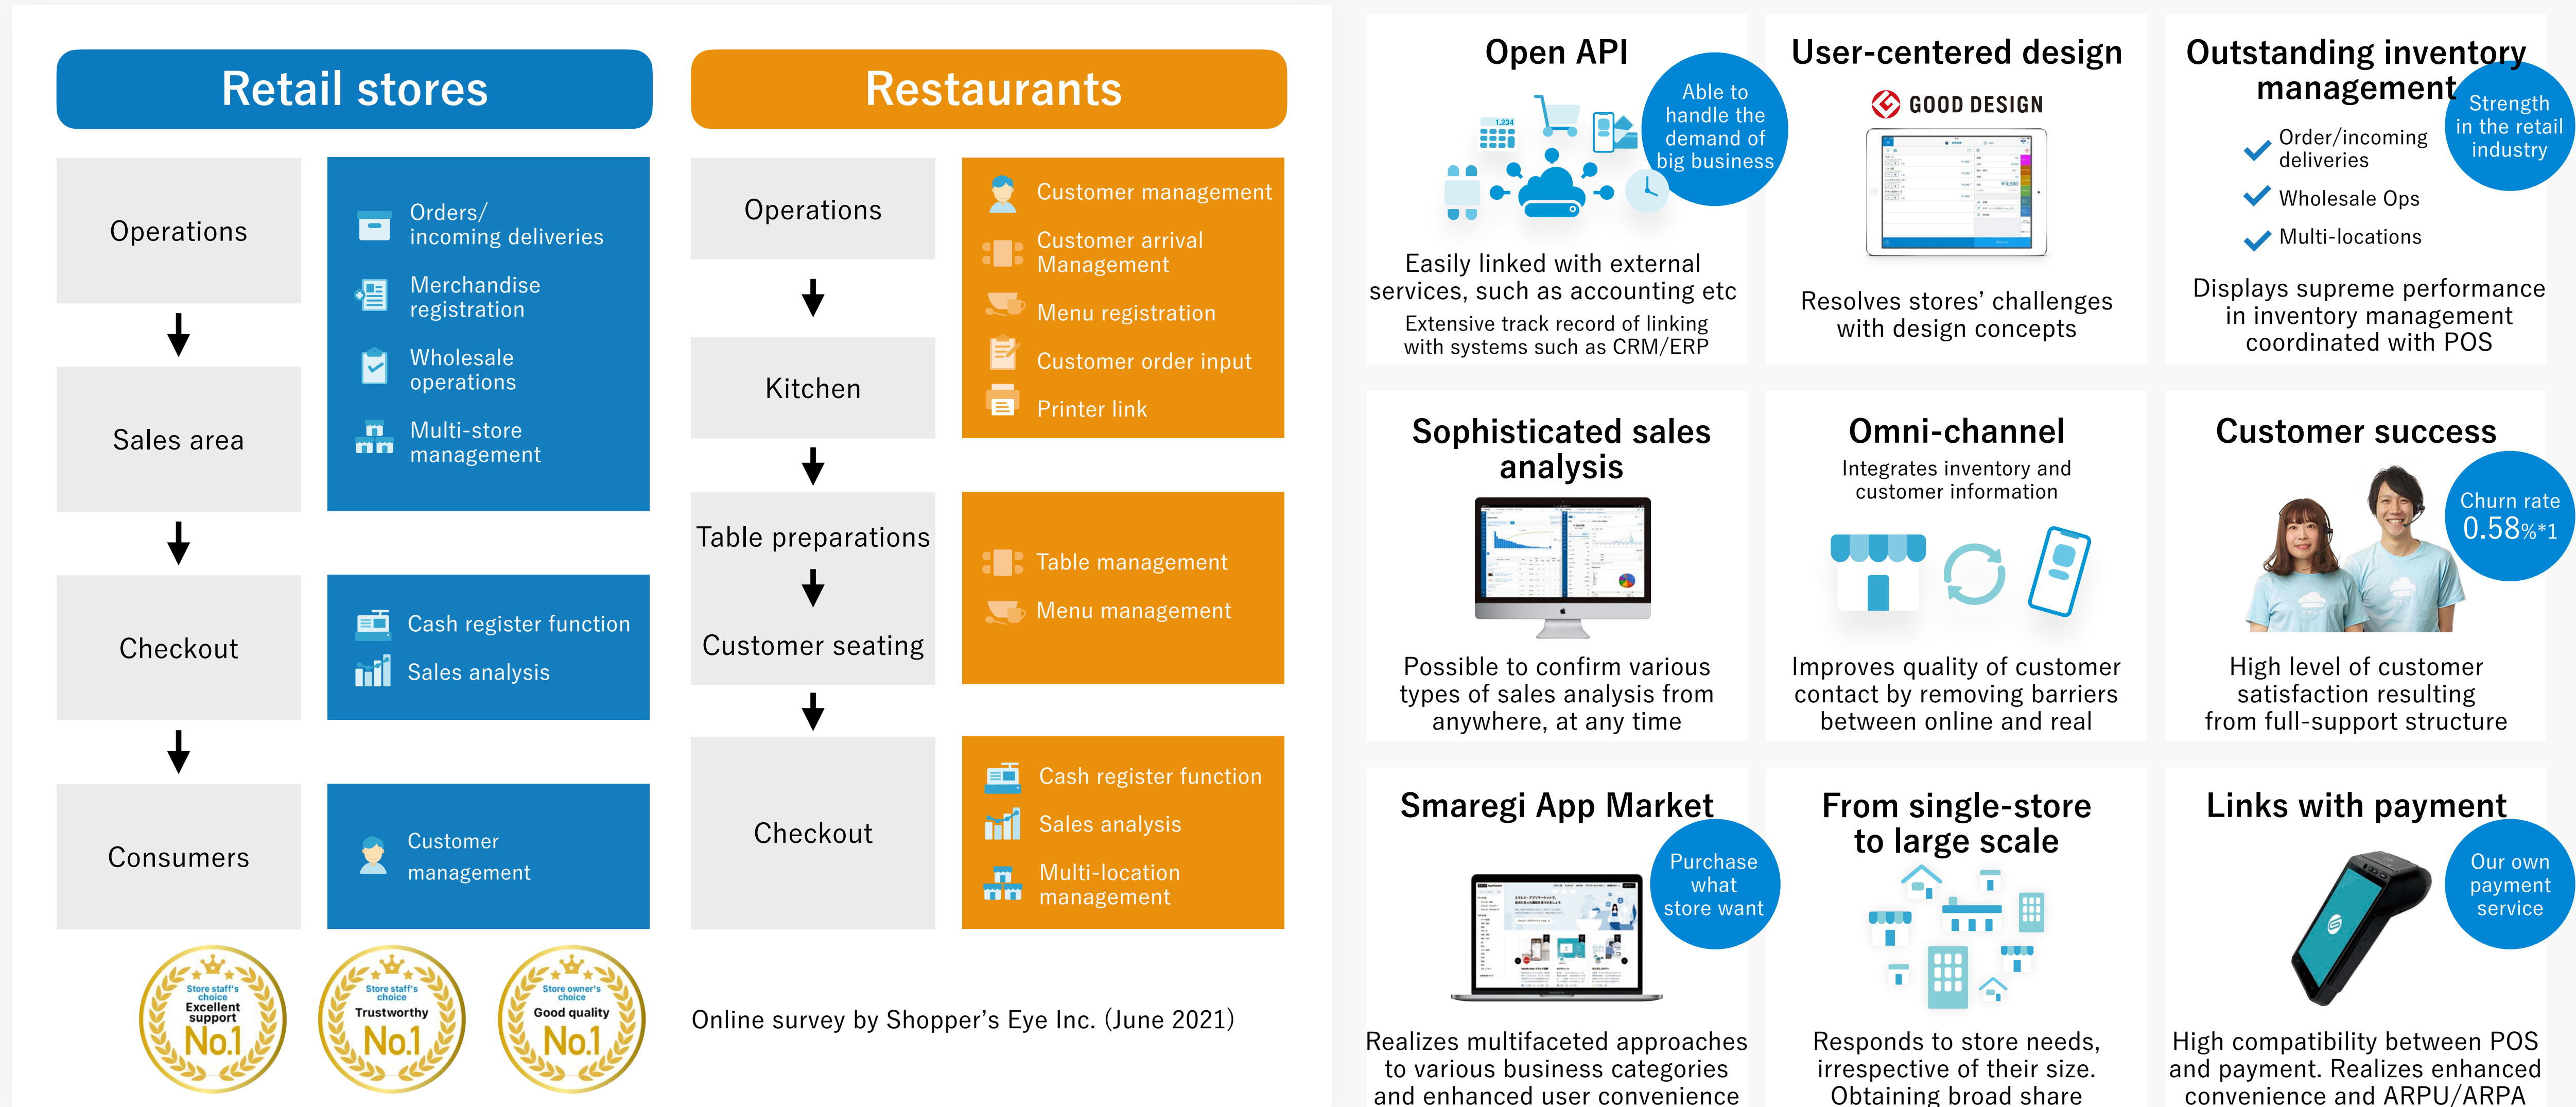 Retail stores
Operations
Orders/
incoming deliveries
Merchandise
registration
Wholesale
operations
Multi-store
management
Sales area
Checkout
Cash register function
Sales analysis
Consumers
Customer
management
Store staff's
choice
Excellent
support
No.1
Store staff's
choice
Trustworthy
No.1
Store owner's
choice
Good quality
No.1
Restaurants
Operations
Customer management
Customer arrival
Management
Menu registration
Customer order input
Printer link
Kitchen
Table preparations
Customer seating
Table management
Menu management
Checkout
Cash register function
Sales analysis
Multi-location
management
Online survey by Shopper's Eye Inc. (June 2021)
Open API
Able to
handle the
demand of
big business
1,234
Easily linked with external
services, such as accounting etc
Extensive track record of linking
with systems such as CRM/ERP
User-centered design
GOOD DESIGN
Resolves stores' challenges
with design concepts
Outstanding inventory
management
Strength
in the retail
industry
Order/incoming
deliveries
Wholesale Ops
Multi-locations
Displays supreme performance
in inventory management
coordinated with POS
Sophisticated sales
analysis
Possible to confirm various
types of sales analysis from
anywhere, at any time
Omni-channel
Integrates inventory and
customer information
Improves quality of customer
contact by removing barriers
between online and real
Customer success
Churn rate
0.58%*1
High level of customer
satisfaction resulting
from full-support structure
Smaregi App Market
Purchase
what
store want
Realizes multifaceted approaches
to various business categories
and enhanced user convenience
From single-store
to large scale
Responds to store needs,
irrespective of their size.
Obtaining broad share
Links with payment
Our own
payment
service
High compatibility between POS
and payment. Realizes enhanced
convenience and ARPU/ARPA